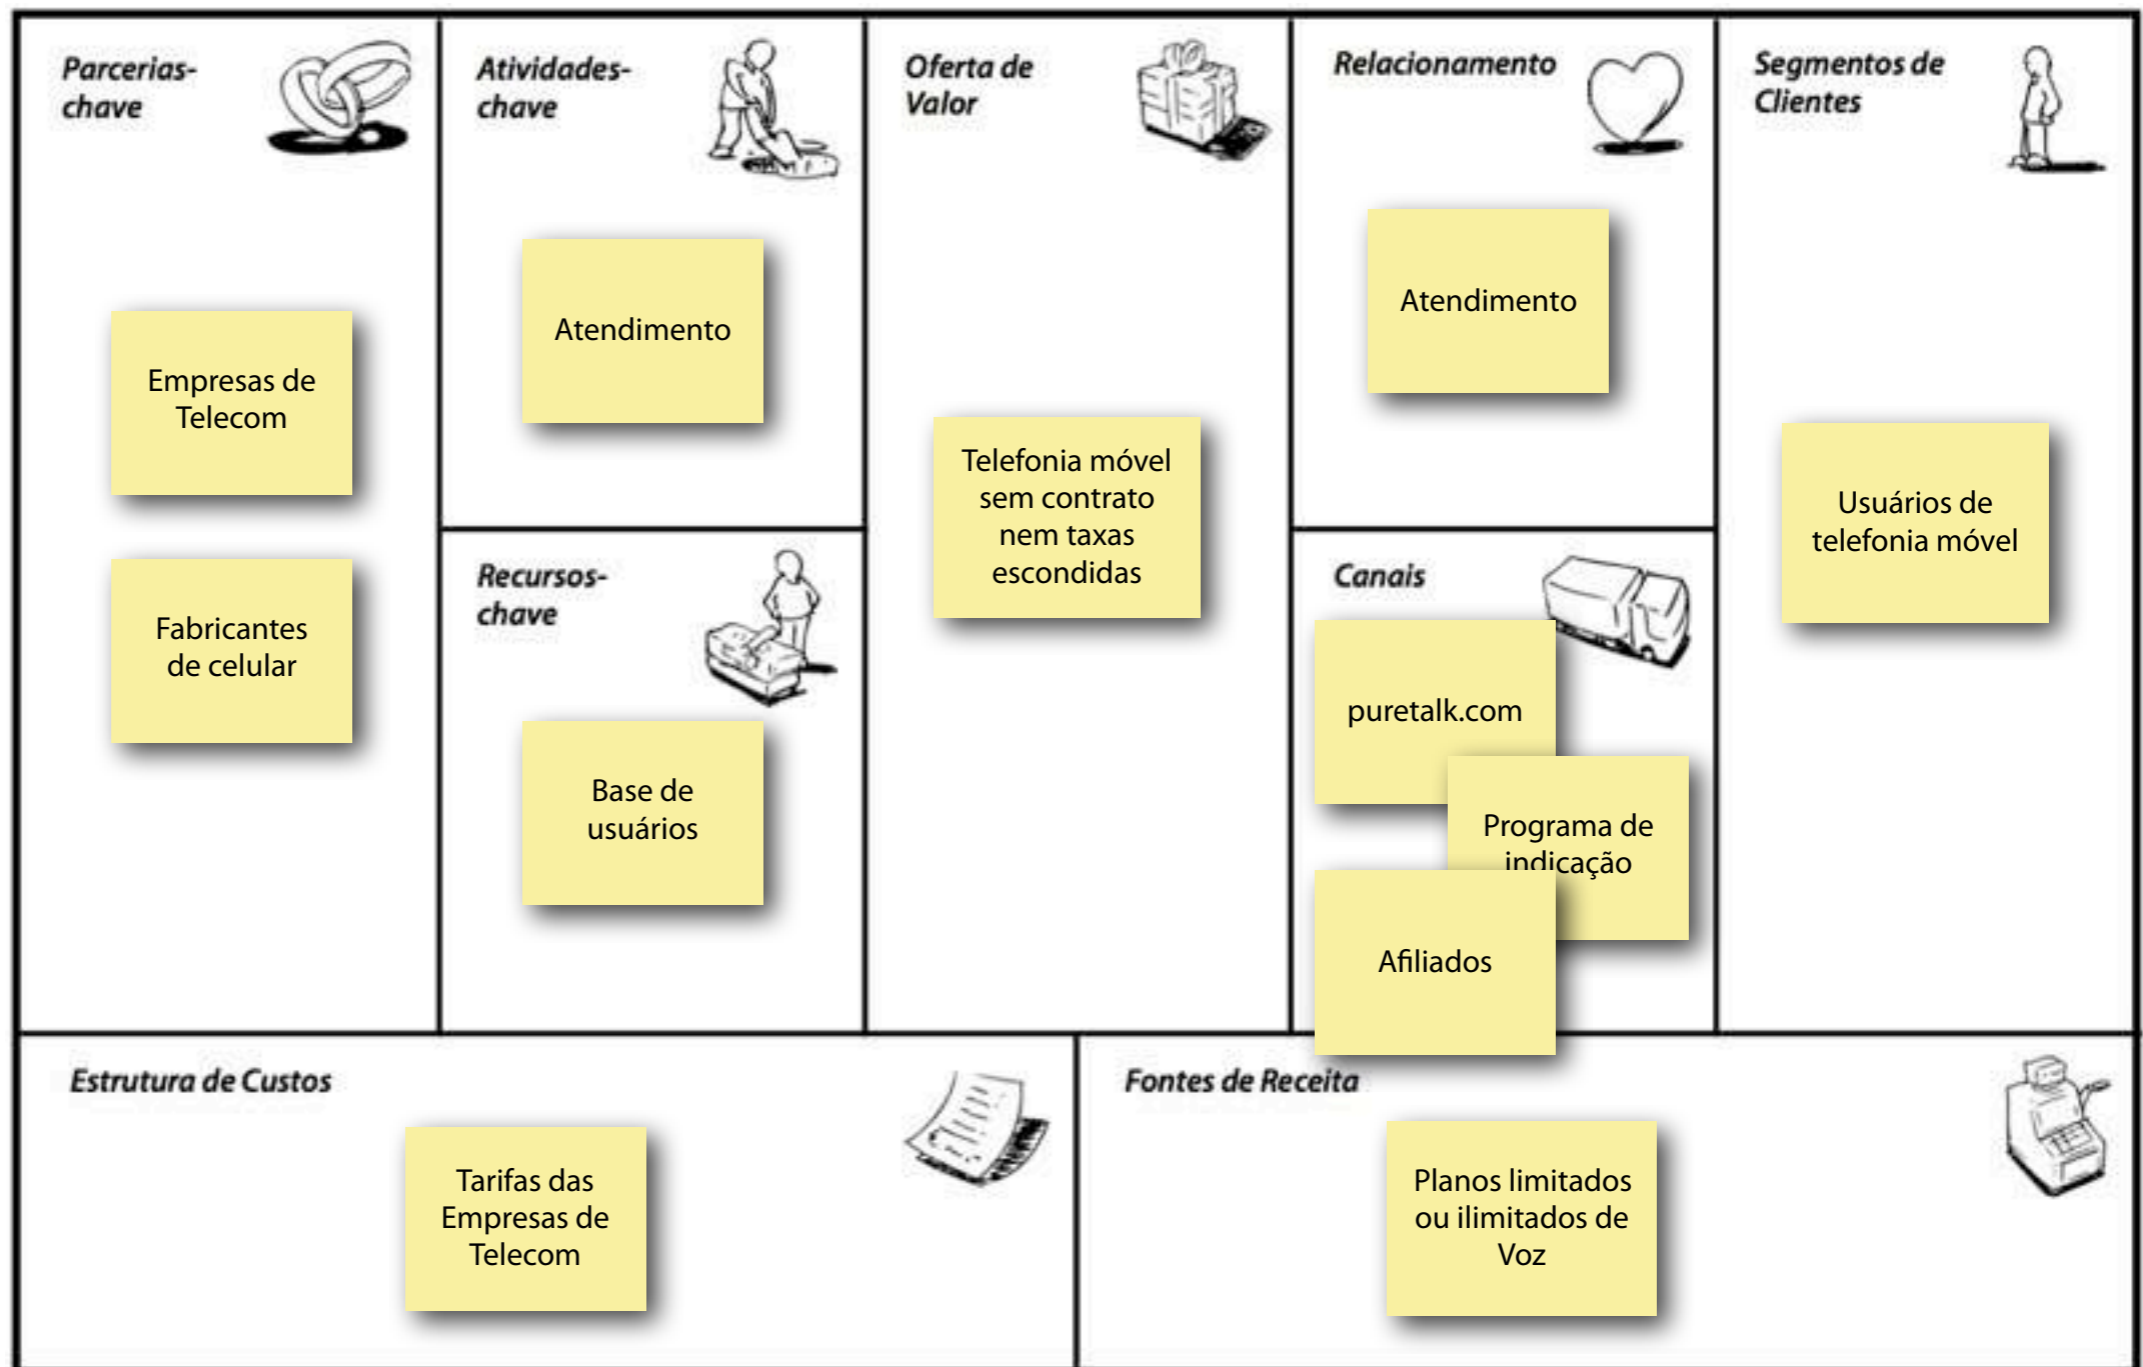 Parcerias-
chave
Empresas de
Telecom
Fabricantes
de celular
Atividades-
chave
Atendimento
Recursos-
chave
Base de
usuários
Oferta de
Valor
Telefonia móvel
sem contrato
nem taxas
escondidas
Relacionamento
Atendimento
Canais
puretalk.com
Programa de
indicação
Afiliados
Segmentos de
Clientes
Usuários de
telefonia móvel
Estrutura de Custos
Tarifas das
Empresas de
Telecom
Fontes de Receita
Planos limitados
ou ilimitados de
Voz